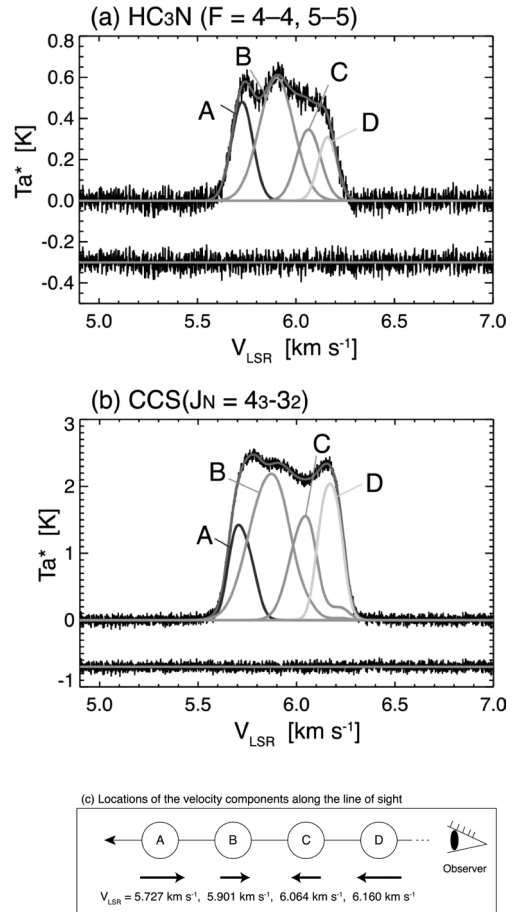 (a) HC3N (F = 4–4, 5–5)
0.8
0.6
0.4
0.2
0.0
-0.2
-0.4
Ta* [K]
A
B
C
D
5.0 5.5 6.0 6.5 7.0
VLSR [km s-1]
(b) CCS(JN = 43-32)
3
2
1
0
-1
Ta* [K]
A
B
C
D
5.0 5.5 6.0 6.5 7.0
VLSR [km s-1]
(c) Locations of the velocity components along the line of sight
A B C D
Observer
VLSR = 5.727 km s-1, 5.901 km s-1, 6.064 km s-1, 6.160 km s-1